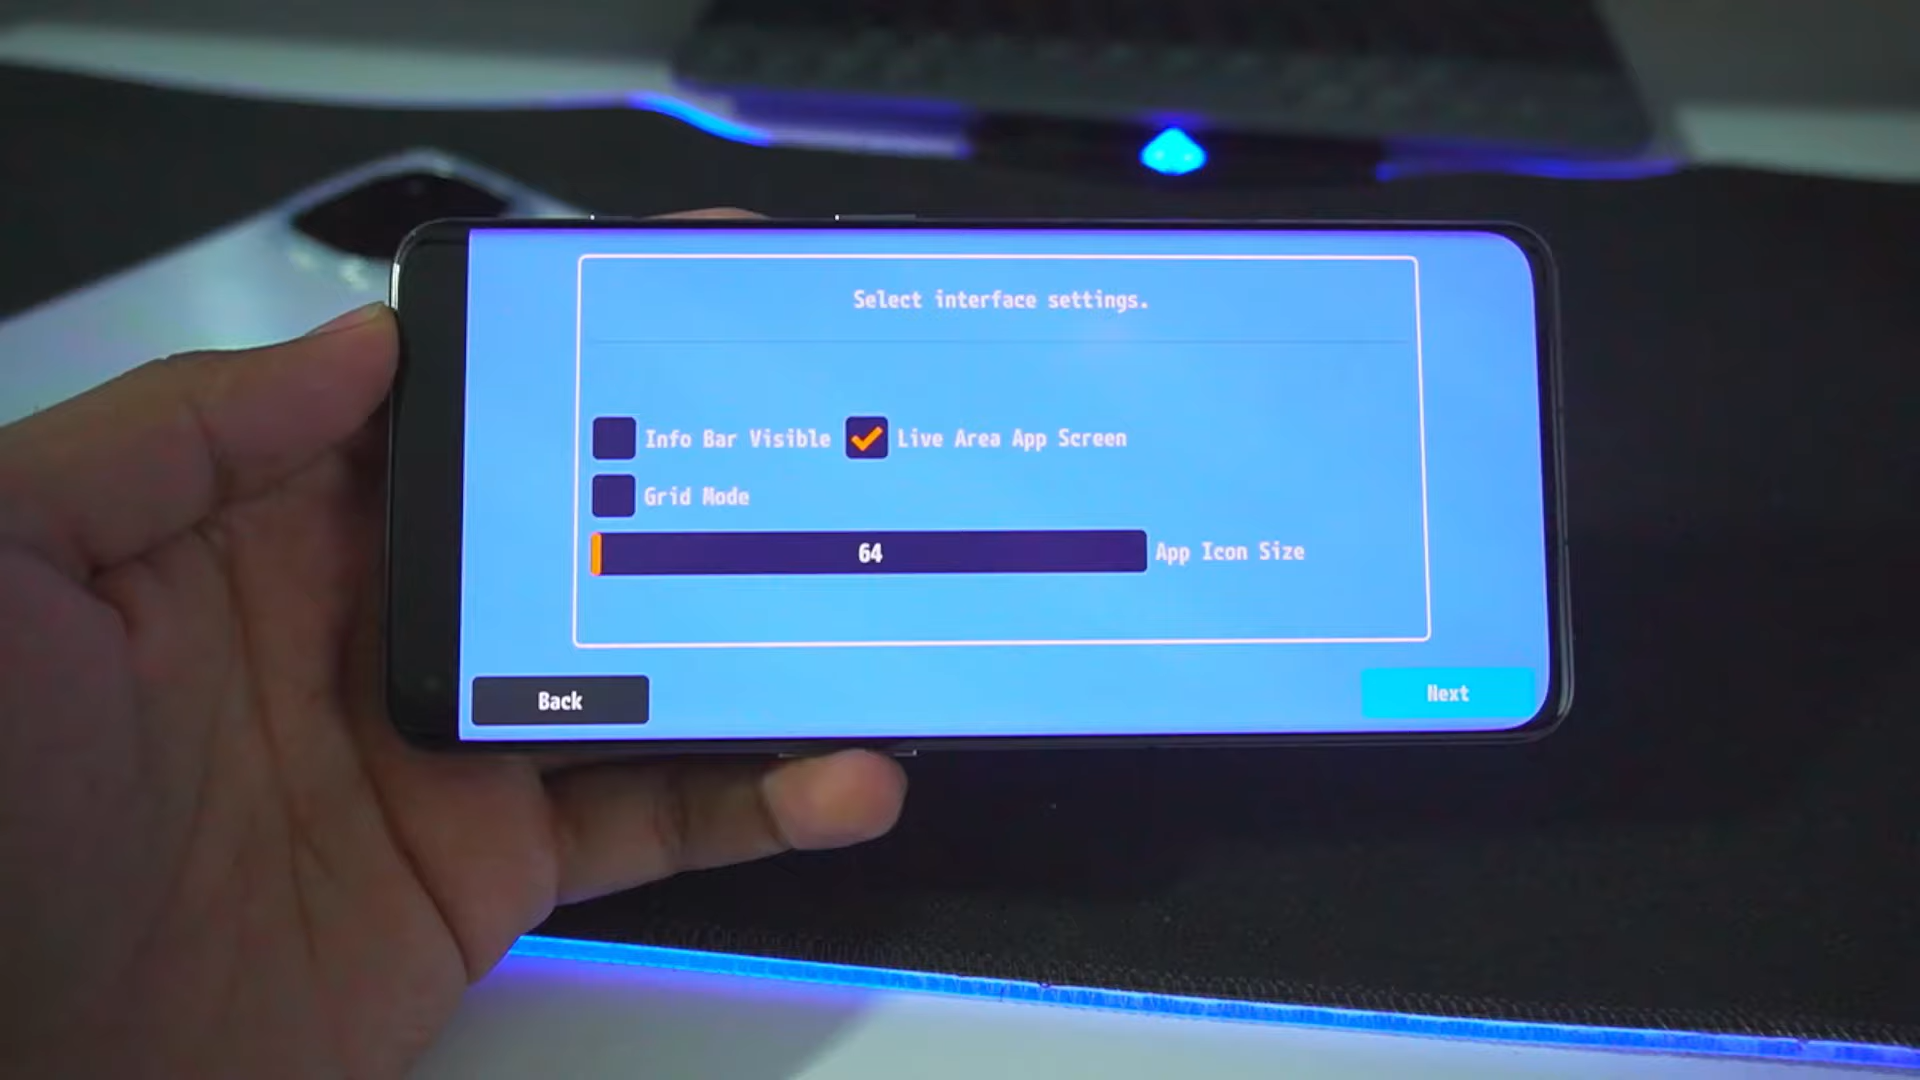 Select interface settings.
Info Bar Visible Live Area App Screen
Grid Mode
64 App Icon Size
Back Next